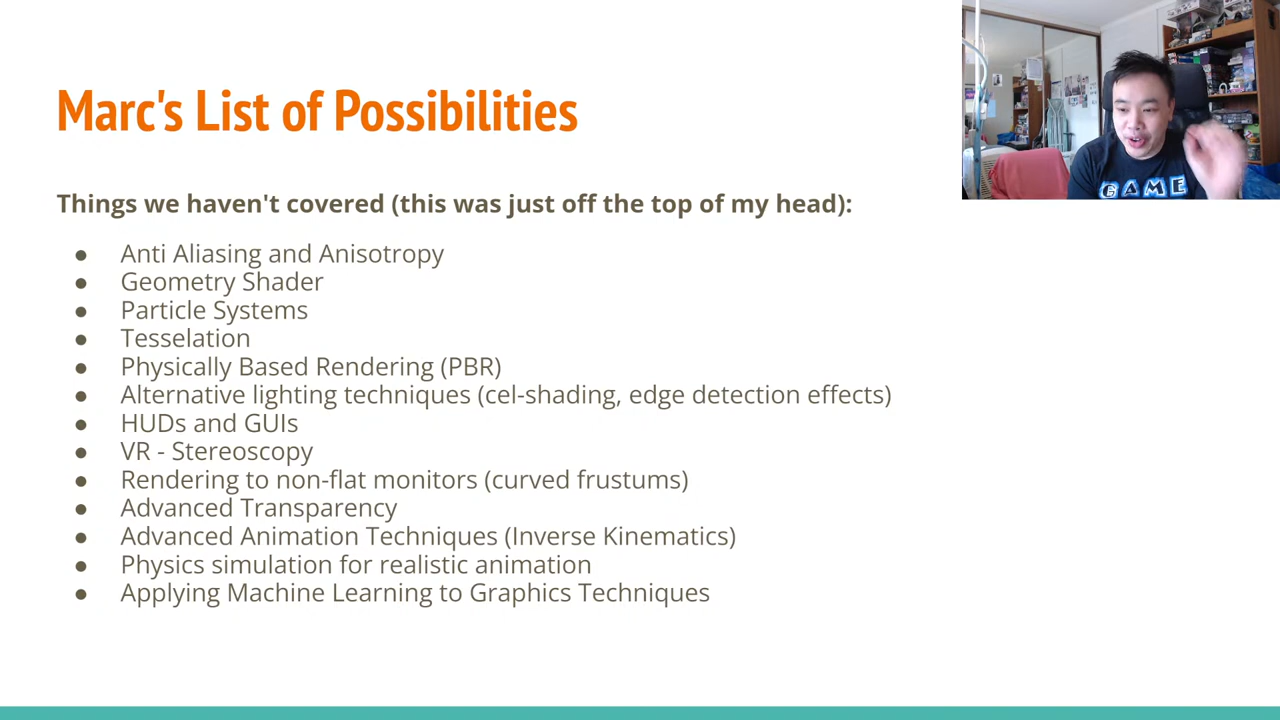 Marc's List of Possibilities
Things we haven't covered (this was just off the top of my head):
● Anti Aliasing and Anisotropy
● Geometry Shader
● Particle Systems
● Tesselation
● Physically Based Rendering (PBR)
● Alternative lighting techniques (cel-shading, edge detection effects)
● HUDs and GUIs
● VR - Stereoscopy
● Rendering to non-flat monitors (curved frustums)
● Advanced Transparency
● Advanced Animation Techniques (Inverse Kinematics)
● Physics simulation for realistic animation
● Applying Machine Learning to Graphics Techniques
GAME